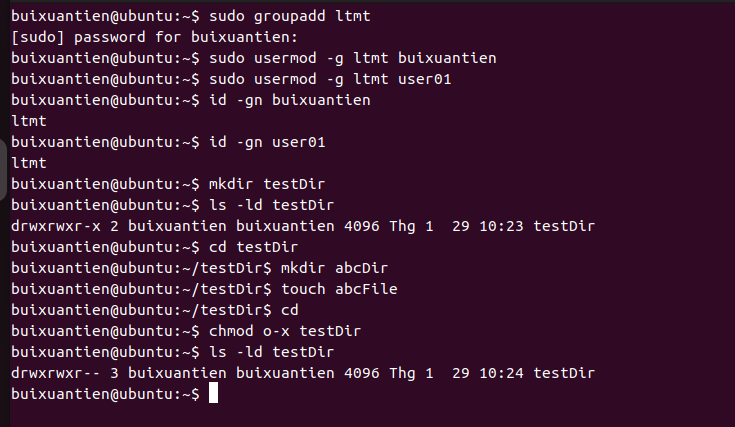 buixuantien@ubuntu:~$ sudo groupadd ltmt
[sudo] password for buixuantien:
buixuantien@ubuntu:~$ sudo usermod -g ltmt buixuantien
buixuantien@ubuntu:~$ sudo usermod -g ltmt user01
buixuantien@ubuntu:~$ id -gn buixuantien
ltmt
buixuantien@ubuntu:~$ id -gn user01
ltmt
buixuantien@ubuntu:~$ mkdir testDir
buixuantien@ubuntu:~$ ls -ld testDir
drwxrwxr-x 2 buixuantien buixuantien 4096 Thg 1  29 10:23 testDir
buixuantien@ubuntu:~$ cd testDir
buixuantien@ubuntu:~/testDir$ mkdir abcDir
buixuantien@ubuntu:~/testDir$ touch abcFile
buixuantien@ubuntu:~/testDir$ cd
buixuantien@ubuntu:~$ chmod o-x testDir
buixuantien@ubuntu:~$ ls -ld testDir
drwxrwxr-- 3 buixuantien buixuantien 4096 Thg 1  29 10:24 testDir
buixuantien@ubuntu:~$